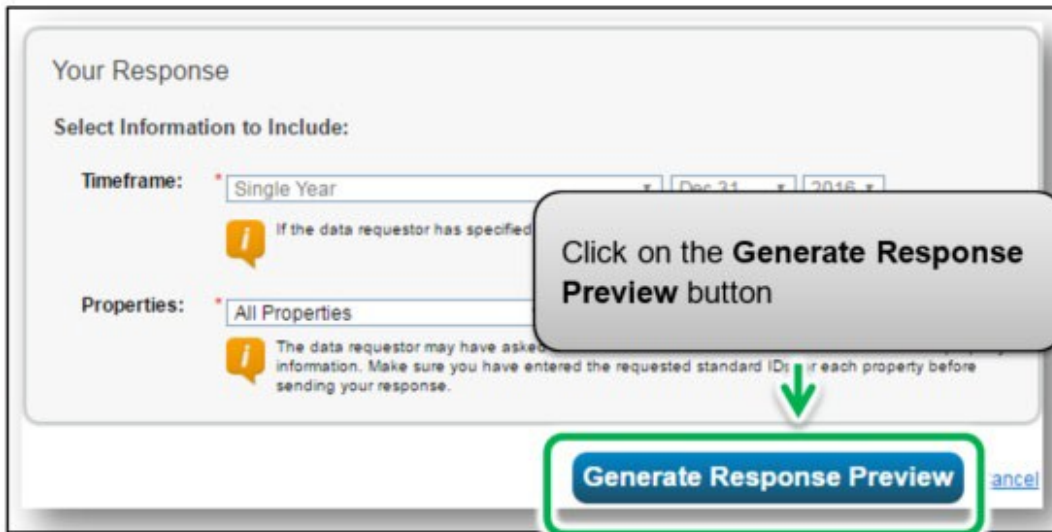 Your Response
Select Information to Include:
Timeframe: * Single Year Dec 31 2016
If the data requestor has specified
Click on the Generate Response
Preview button
Properties: * All Properties
The data requestor may have asked
information. Make sure you have entered the requested standard IDs each property before
sending your response.
Generate Response Preview
ancel